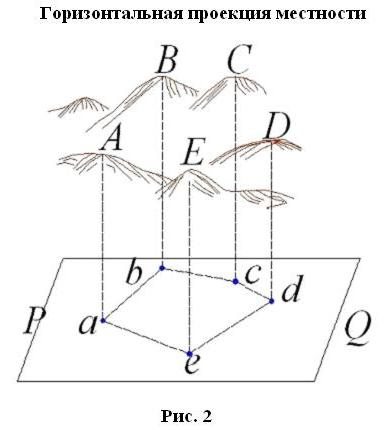 Горизонтальная проекция местности
B C
A E D
b c
P a d Q
e
Рис. 2